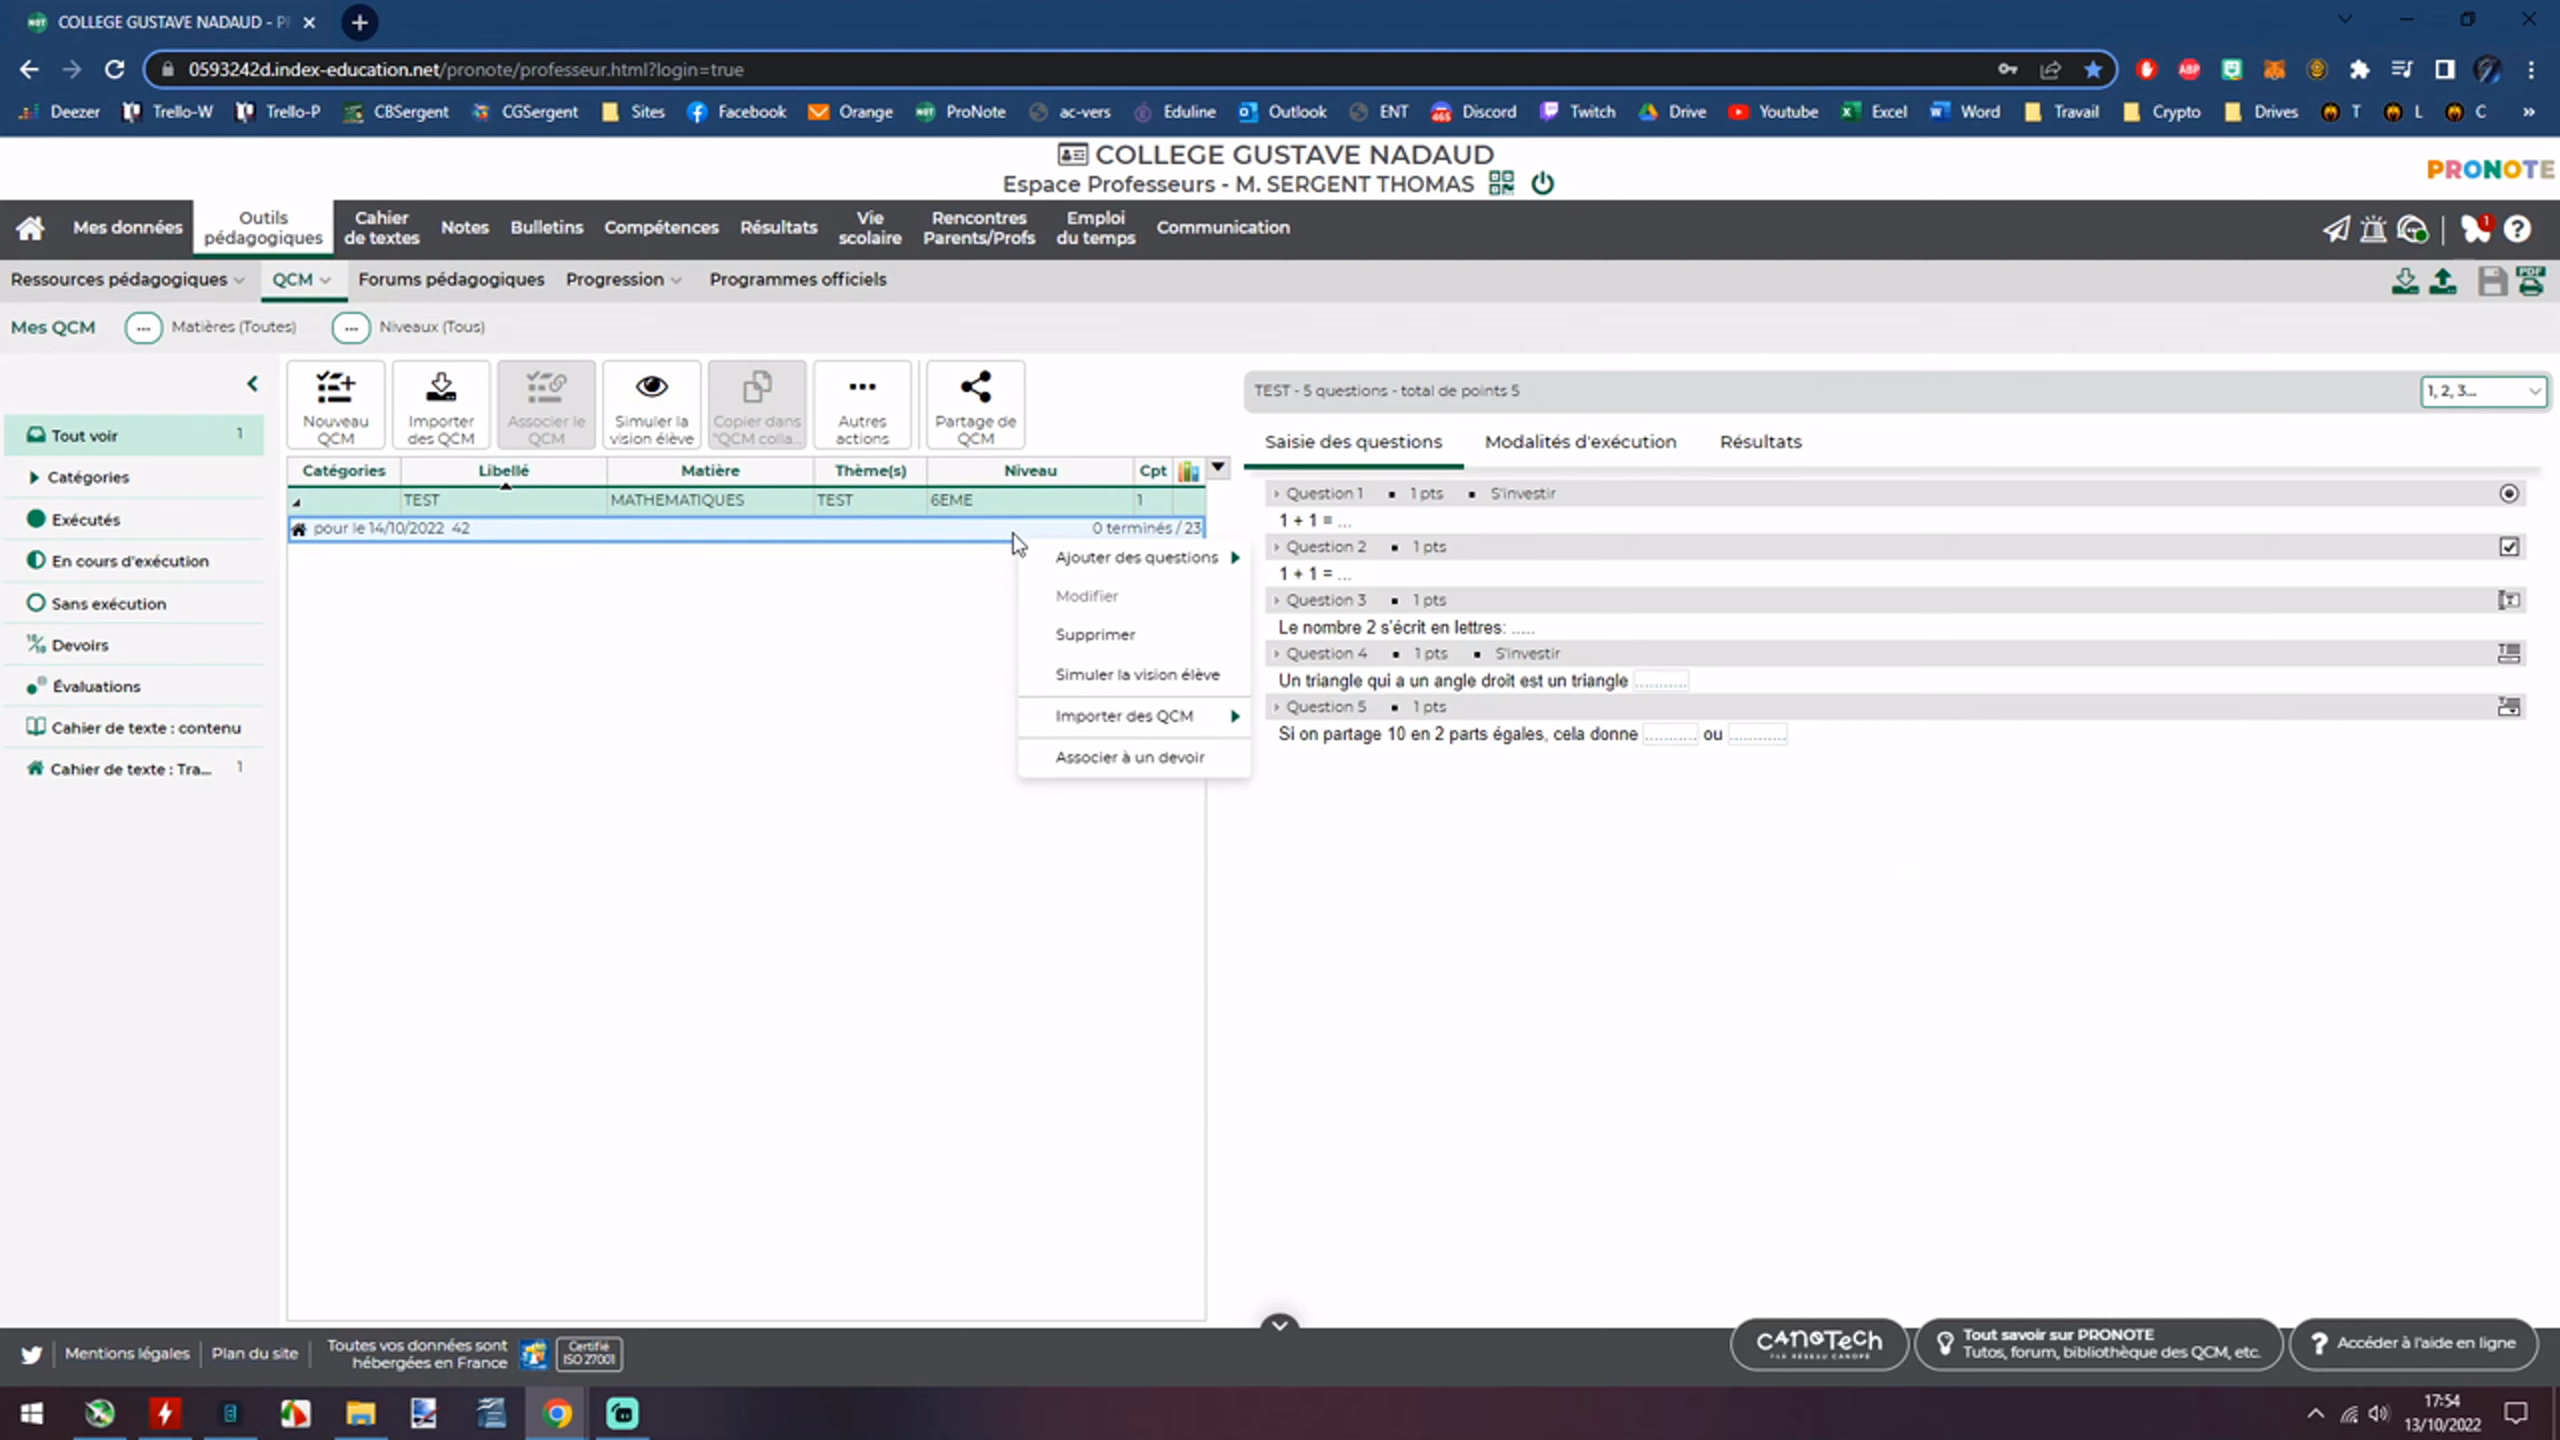 COLLEGE GUSTAVE NADAUD - P
0593242d.index-education.net/pronote/professeur.html?login=true
Deezer Trello-W Trello-P CBSergent CGSergent Sites Facebook Orange ProNote ac-vers Eduline Outlook ENT Discord Twitch Drive Youtube Excel Word Travail Crypto Drives T L C »
COLLEGE GUSTAVE NADAUD
Espace Professeurs - M. SERGENT THOMAS
PRONOTE
Mes données
Outils pédagogiques
Cahier de textes
Notes
Bulletins
Compétences
Résultats
Vie scolaire
Rencontres Parents/Profs
Emploi du temps
Communication
1
Ressources pédagogiques QCM Forums pédagogiques Progression Programmes officiels
PDF
Mes QCM ... Matières (Toutes) ... Niveaux (Tous)
Nouveau QCM
Importer des QCM
Associer le QCM
Simuler la vision élève
Copier dans "QCM colla...
Autres actions
Partage de QCM
Tout voir 1
Catégories
Exécutés
En cours d'exécution
Sans exécution
Devoirs
Évaluations
Cahier de texte : contenu
Cahier de texte : Tra... 1
Catégories Libellé Matière Thème(s) Niveau Cpt
TEST MATHEMATIQUES TEST 6EME 1
pour le 14/10/2022 42 0 terminés / 23
Ajouter des questions
Modifier
Supprimer
Simuler la vision élève
Importer des QCM
Associer à un devoir
TEST - 5 questions - total de points 5
1, 2, 3...
Saisie des questions Modalités d'exécution Résultats
Question 1 ▪ 1 pts ▪ S'investir
1 + 1 = ...
Question 2 ▪ 1 pts
1 + 1 = ...
Question 3 ▪ 1 pts
Le nombre 2 s'écrit en lettres: .....
Question 4 ▪ 1 pts ▪ S'investir
Un triangle qui a un angle droit est un triangle ...........
Question 5 ▪ 1 pts
Si on partage 10 en 2 parts égales, cela donne ........... ou ...........
Mentions légales
Plan du site
Toutes vos données sont
hébergées en France
Certifié
ISO 27001
CANOTECH
PAR RÉSEAU CANOPÉ
Tout savoir sur PRONOTE
Tutos, forum, bibliothèque des QCM, etc.
? Accéder à l'aide en ligne
17:54
13/10/2022